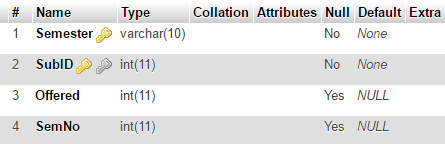 # Name Type Collation Attributes Null Default Extra
1 Semester varchar(10) No None
2 SubID int(11) No None
3 Offered int(11) Yes NULL
4 SemNo int(11) Yes NULL